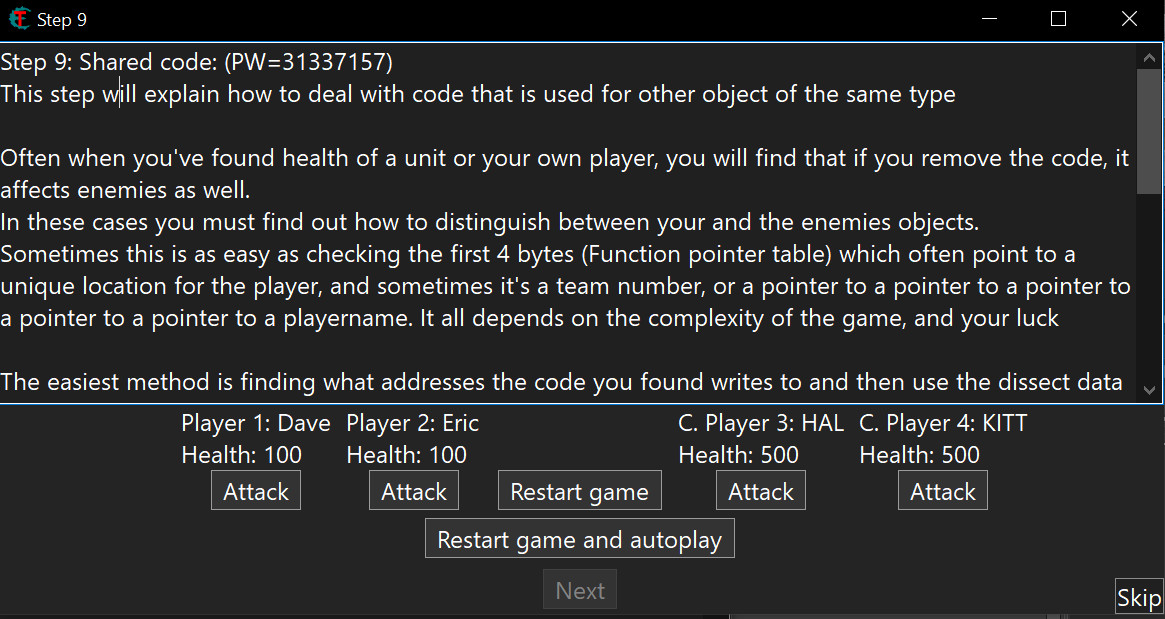 Step 9
Step 9: Shared code: (PW=31337157)
This step will explain how to deal with code that is used for other object of the same type
Often when you've found health of a unit or your own player, you will find that if you remove the code, it
affects enemies as well.
In these cases you must find out how to distinguish between your and the enemies objects.
Sometimes this is as easy as checking the first 4 bytes (Function pointer table) which often point to a
unique location for the player, and sometimes it's a team number, or a pointer to a pointer to a pointer to
a pointer to a pointer to a playername. It all depends on the complexity of the game, and your luck
The easiest method is finding what addresses the code you found writes to and then use the dissect data
Player 1: Dave Player 2: Eric C. Player 3: HAL C. Player 4: KITT
Health: 100 Health: 100 Health: 500 Health: 500
Attack Attack Restart game Attack Attack
Restart game and autoplay
Next
Skip